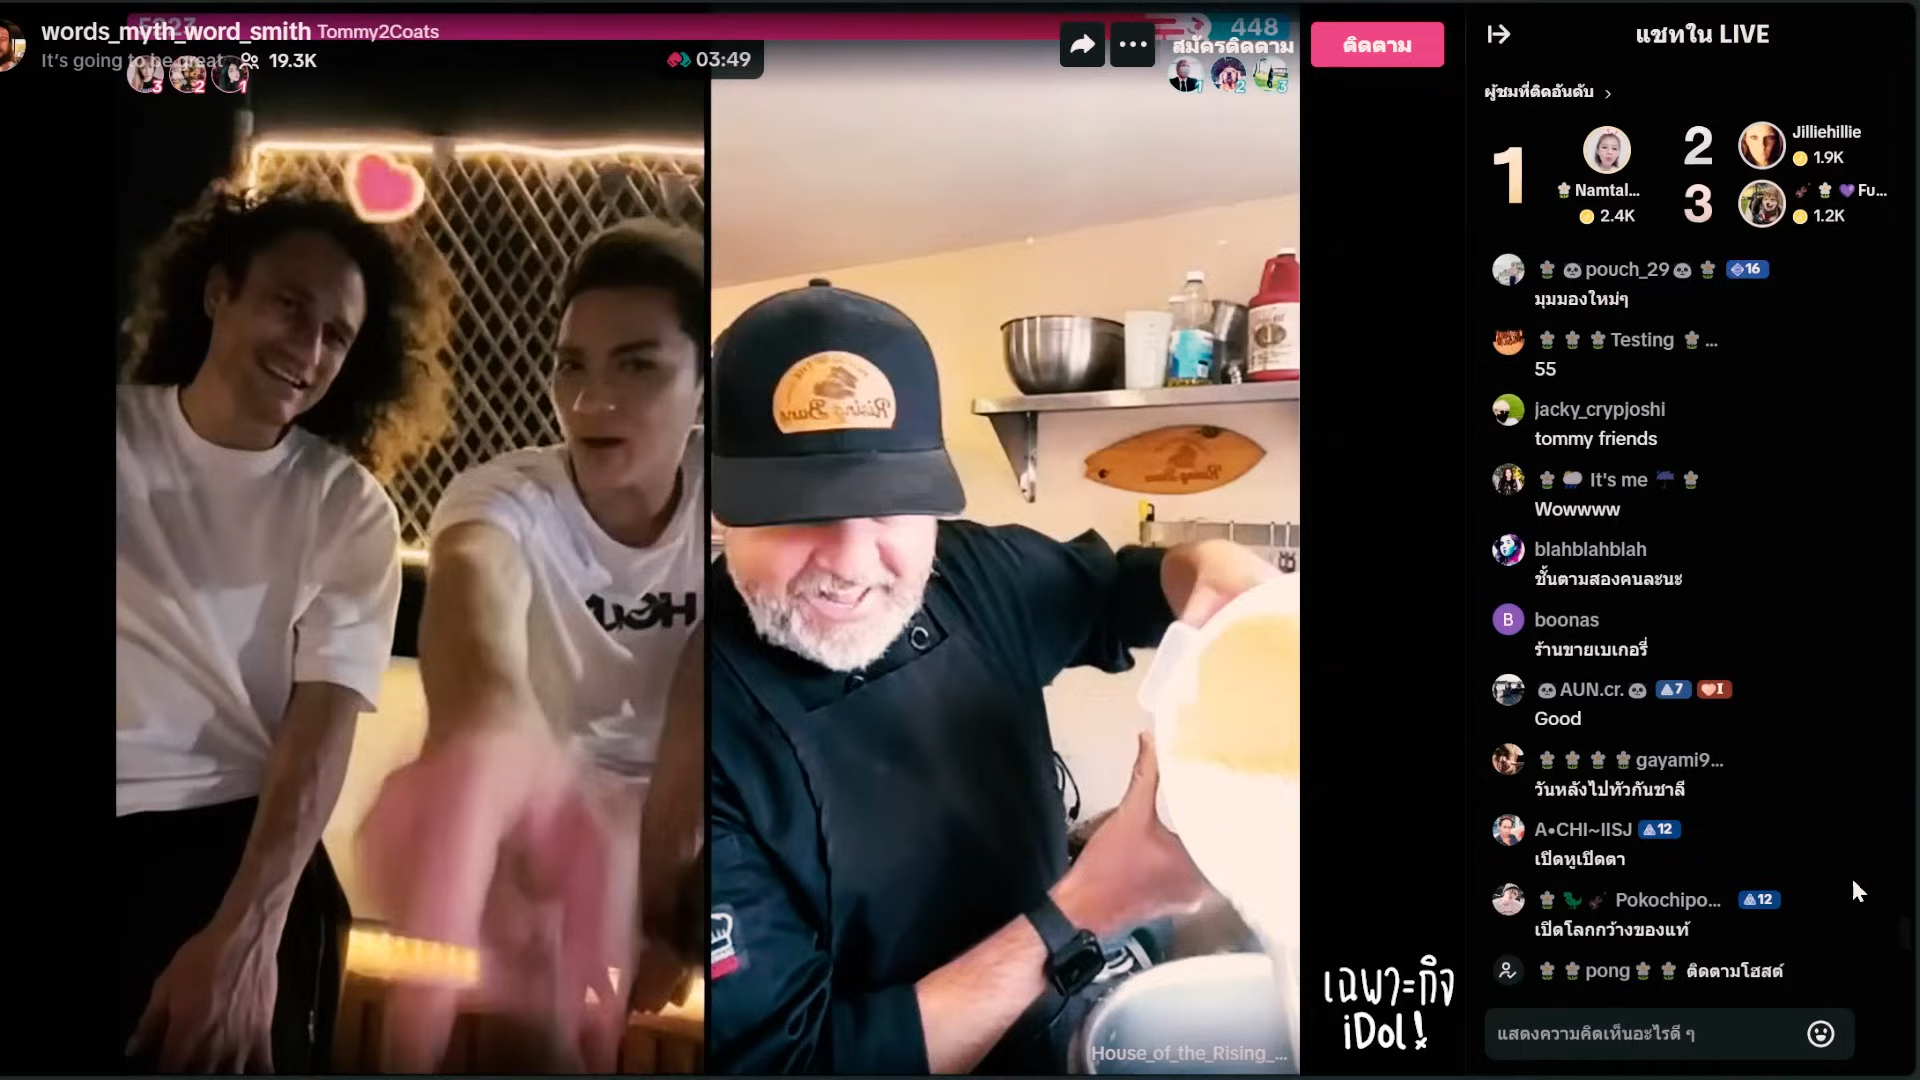 words_myth_word_smith Tommy2Coats
It's going to be great 19.3K
3 2 1
03:49
448
สมัครติดตาม
1 2 3
ติดตาม
House_of_the_Rising_...
เฉพาะกิจ
iDol!
แชทใน LIVE
ผู้ชมที่ติดอันดับ >
1
Namtal...
2.4K
2
Jilliehillie
1.9K
3
Fu...
1.2K
pouch_29 16
มุมมองใหม่ๆ
Testing ...
55
jacky_crypjoshi
tommy friends
It's me
Wowwww
blahblahblah
ชั้นตามสองคนละนะ
B boonas
ร้านขายเบเกอรี่
AUN.cr. 7 I
Good
gayami9...
วันหลังไปทัวกันชาลี
A•CHI~IISJ 12
เปิดหูเปิดตา
Pokochipo... 12
เปิดโลกกว้างของแท้
pong ติดตามโฮสต์
แสดงความคิดเห็นอะไรดี ๆ